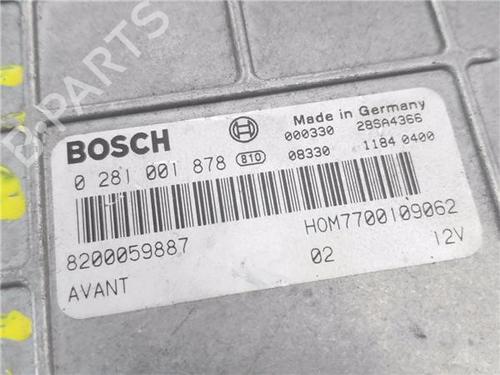 B-PARTS
BOSCH
Made in Germany
000330 28SA4366
0 281 001 878 810 08330 1184 0400
8200059887 HOM7700109062
AVANT 02 12V